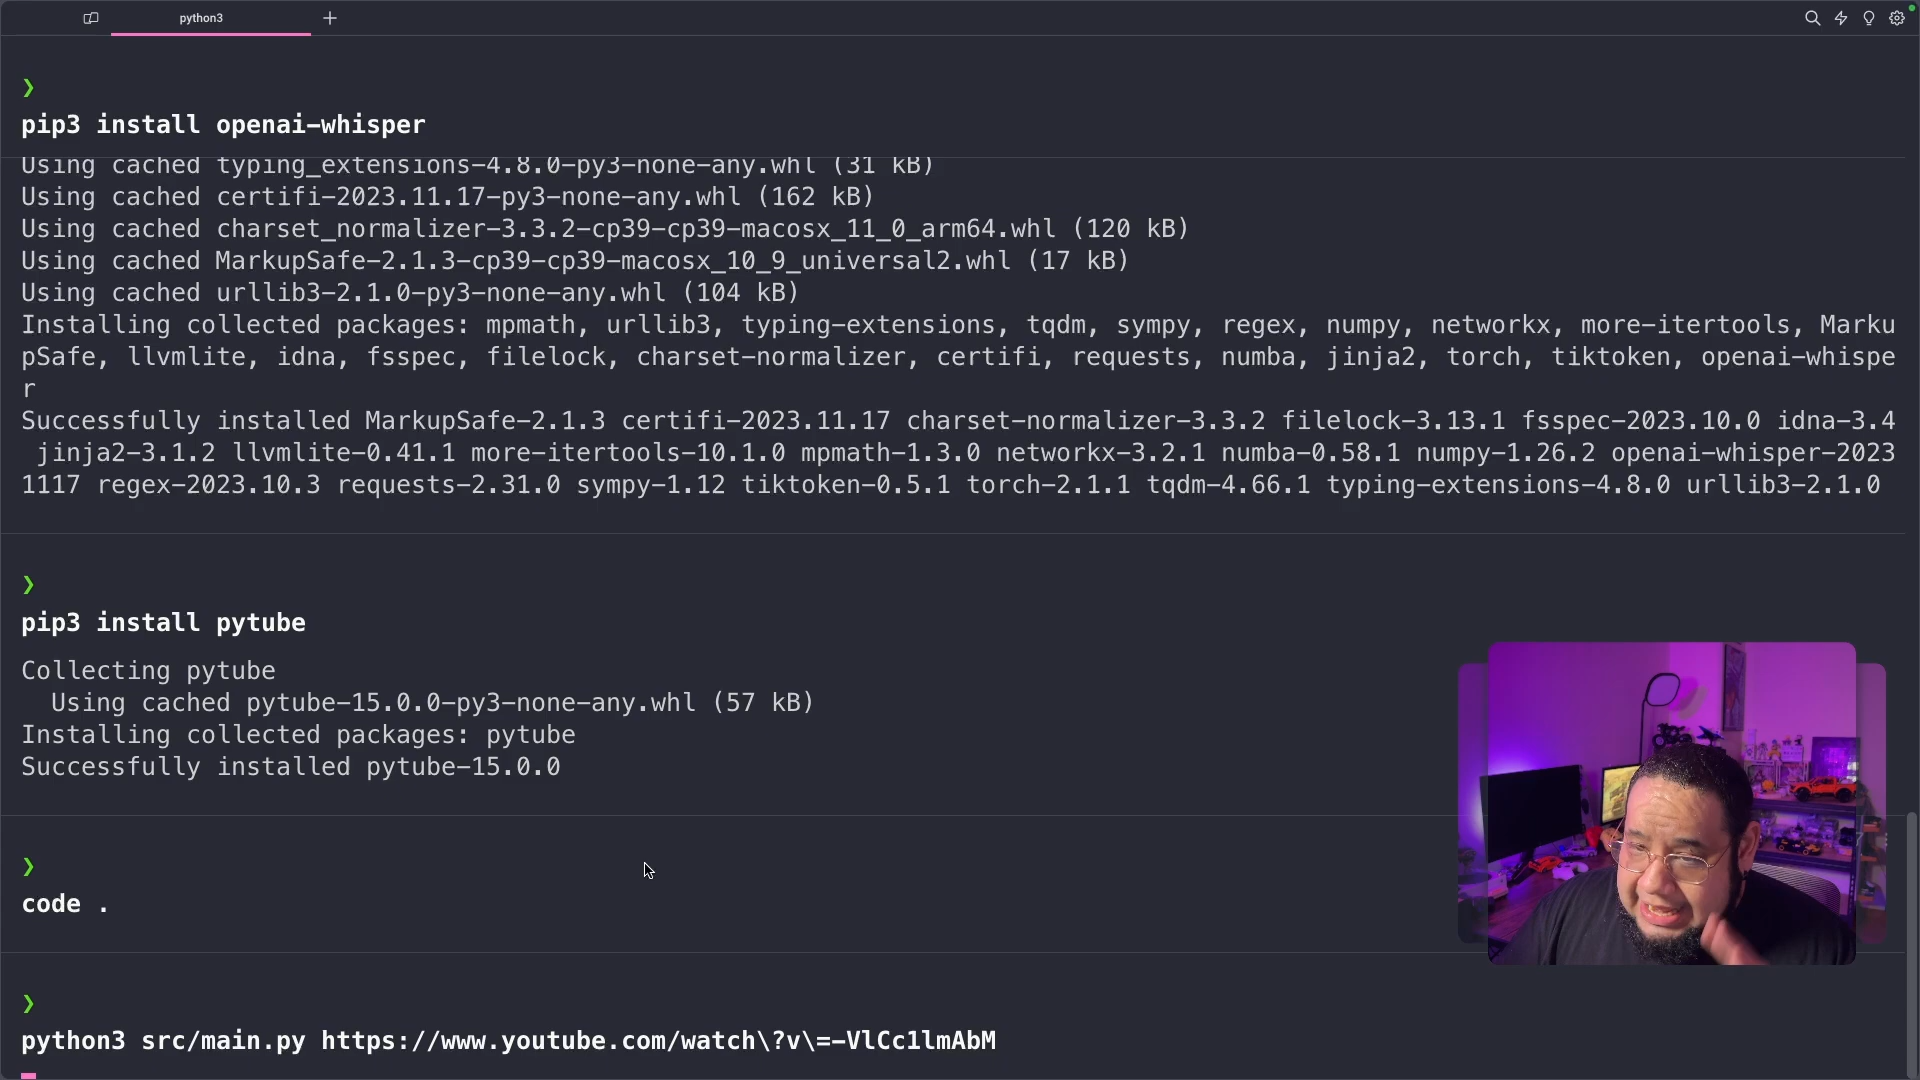 python3
❯
pip3 install openai-whisper
Using cached typing_extensions-4.8.0-py3-none-any.whl (31 kB)
Using cached certifi-2023.11.17-py3-none-any.whl (162 kB)
Using cached charset_normalizer-3.3.2-cp39-cp39-macosx_11_0_arm64.whl (120 kB)
Using cached MarkupSafe-2.1.3-cp39-cp39-macosx_10_9_universal2.whl (17 kB)
Using cached urllib3-2.1.0-py3-none-any.whl (104 kB)
Installing collected packages: mpmath, urllib3, typing-extensions, tqdm, sympy, regex, numpy, networkx, more-itertools, Marku
pSafe, llvmlite, idna, fsspec, filelock, charset-normalizer, certifi, requests, numba, jinja2, torch, tiktoken, openai-whispe
r
Successfully installed MarkupSafe-2.1.3 certifi-2023.11.17 charset-normalizer-3.3.2 filelock-3.13.1 fsspec-2023.10.0 idna-3.4
jinja2-3.1.2 llvmlite-0.41.1 more-itertools-10.1.0 mpmath-1.3.0 networkx-3.2.1 numba-0.58.1 numpy-1.26.2 openai-whisper-2023
1117 regex-2023.10.3 requests-2.31.0 sympy-1.12 tiktoken-0.5.1 torch-2.1.1 tqdm-4.66.1 typing-extensions-4.8.0 urllib3-2.1.0
❯
pip3 install pytube
Collecting pytube
Using cached pytube-15.0.0-py3-none-any.whl (57 kB)
Installing collected packages: pytube
Successfully installed pytube-15.0.0
❯
code .
❯
python3 src/main.py https://www.youtube.com/watch\?v\=-VlCc1lmAbM